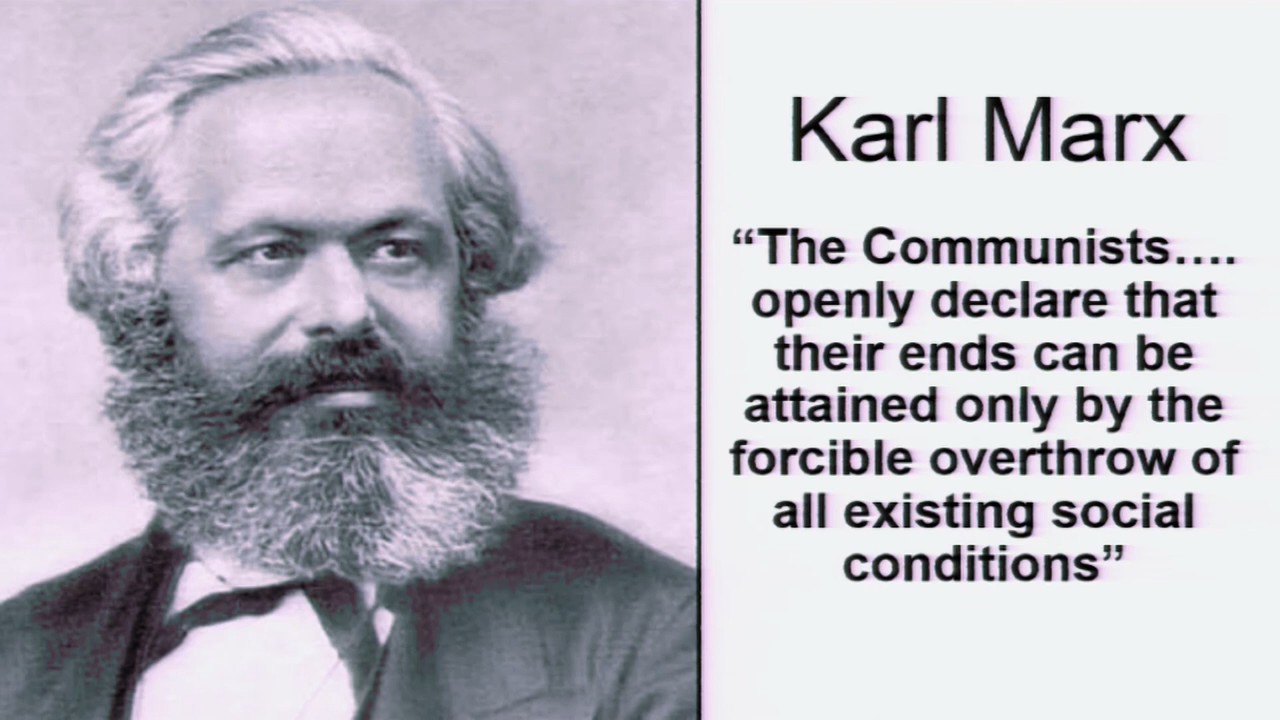 Karl Marx
“The Communists….
openly declare that
their ends can be
attained only by the
forcible overthrow of
all existing social
conditions”